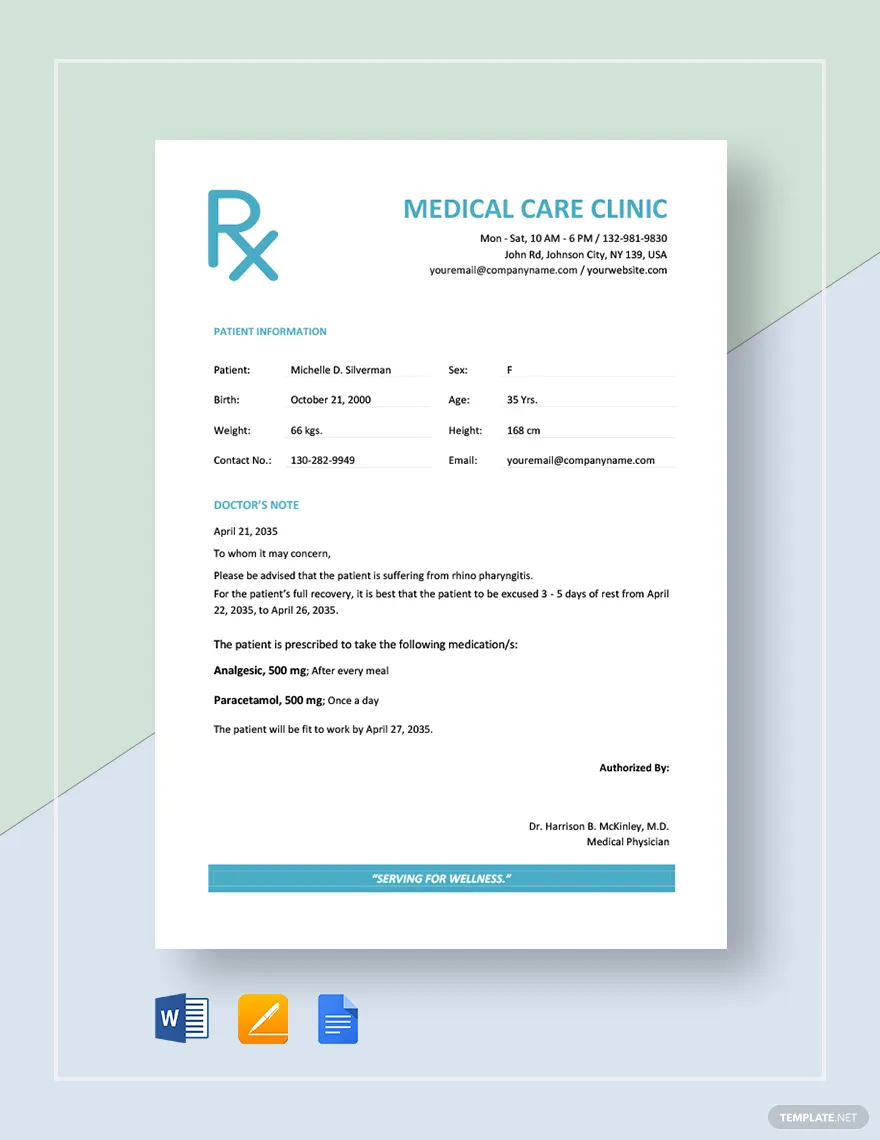 Rx
MEDICAL CARE CLINIC
Mon - Sat, 10 AM - 6 PM / 132-981-9830
John Rd, Johnson City, NY 139, USA
youremail@companyname.com / yourwebsite.com
PATIENT INFORMATION
Patient: Michelle D. Silverman Sex: F
Birth: October 21, 2000 Age: 35 Yrs.
Weight: 66 kgs. Height: 168 cm
Contact No.: 130-282-9949 Email: youremail@companyname.com
DOCTOR'S NOTE
April 21, 2035
To whom it may concern,
Please be advised that the patient is suffering from rhino pharyngitis.
For the patient's full recovery, it is best that the patient to be excused 3 - 5 days of rest from April
22, 2035, to April 26, 2035.
The patient is prescribed to take the following medication/s:
Analgesic, 500 mg; After every meal
Paracetamol, 500 mg; Once a day
The patient will be fit to work by April 27, 2035.
Authorized By:
Dr. Harrison B. McKinley, M.D.
Medical Physician
"SERVING FOR WELLNESS."
W
TEMPLATE.NET